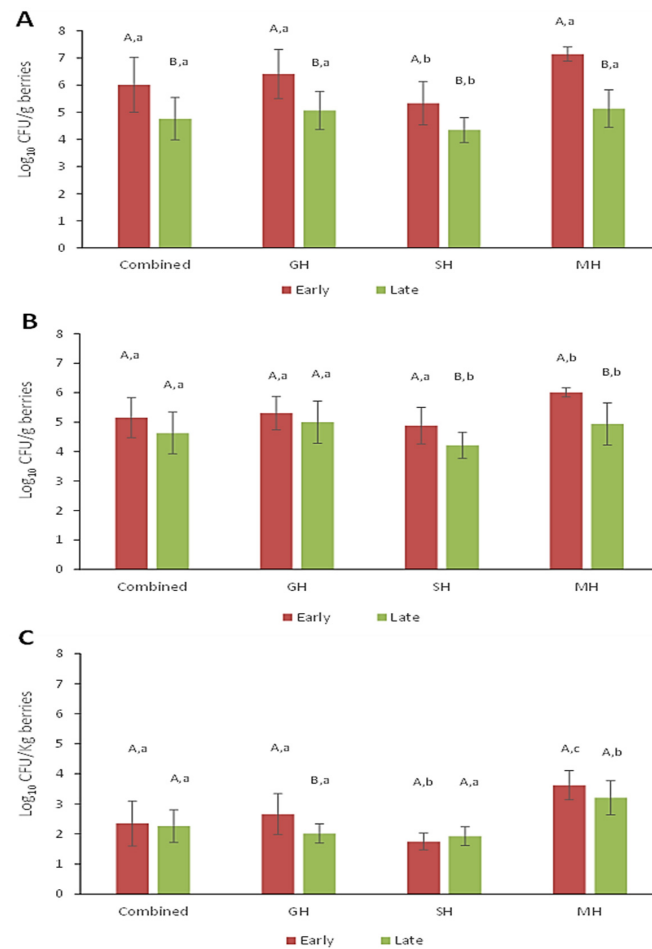 A
Log10 CFU/g berries
8
7
6
5
4
3
2
1
0
A,a
B,a
A,a
B,a
A,b
B,b
A,a
B,a
Combined GH SH MH
Early Late
B
Log10 CFU/g berries
8
7
6
5
4
3
2
1
0
A,a
A,a
A,a
A,a
A,a
B,b
A,b
B,b
Combined GH SH MH
Early Late
C
Log10 CFU/Kg berries
8
7
6
5
4
3
2
1
0
A,a
A,a
A,a
B,a
A,b
A,a
A,c
A,b
Combined GH SH MH
Early Late